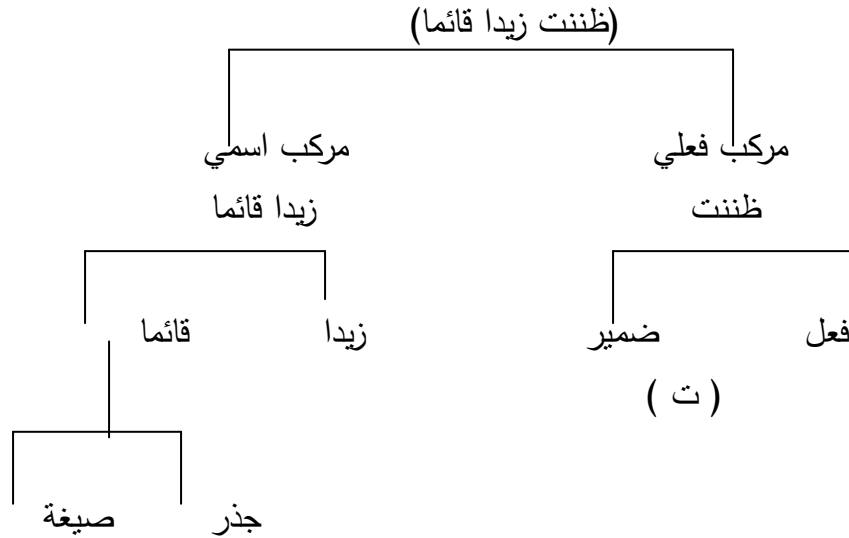 (ظننت زيدا قائما)
مركب فعلي مركب اسمي
ظننت زيدا قائما
فعل ضمير زيدا قائما
( ت )
جذر صيغة